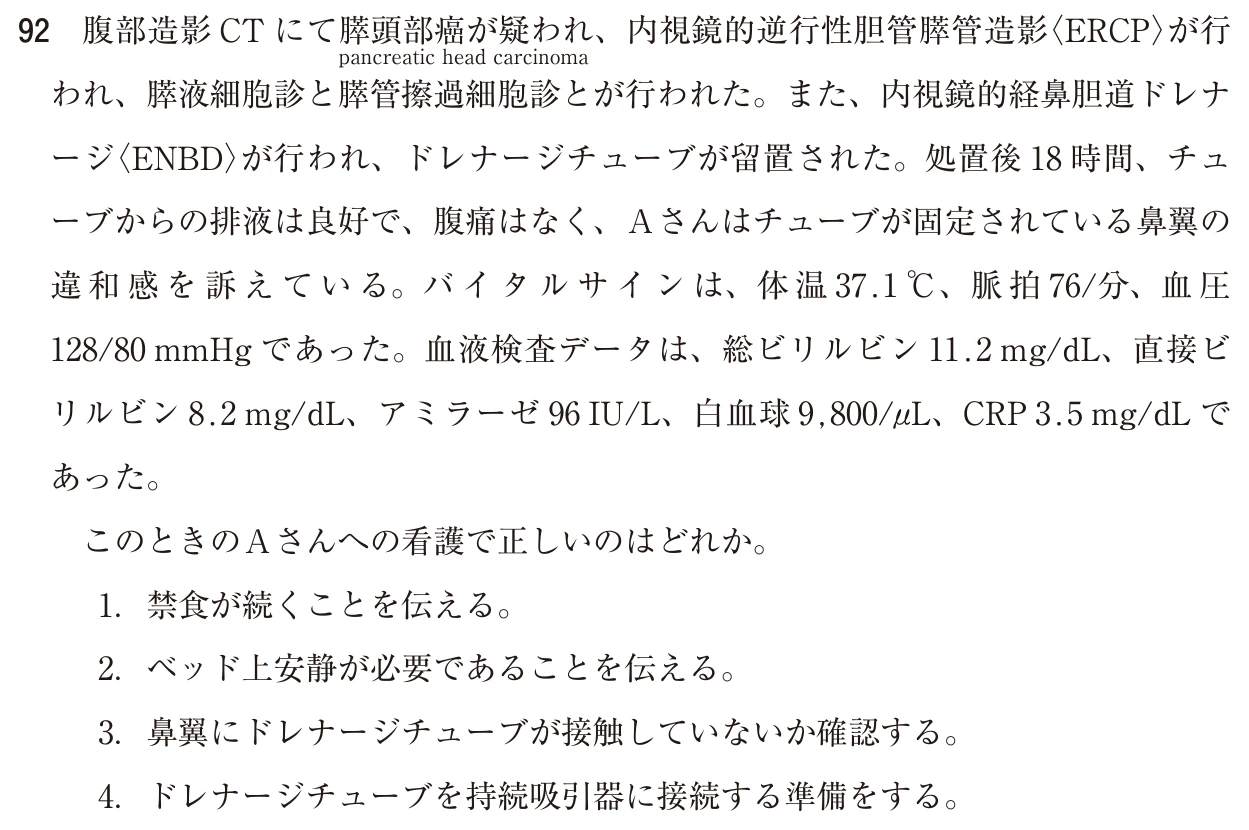 92 腹部造影 CT にて膵頭部癌が疑われ、内視鏡的逆行性胆管膵管造影〈ERCP〉が行
pancreatic head carcinoma
われ、膵液細胞診と膵管擦過細胞診とが行われた。また、内視鏡的経鼻胆道ドレナ
ージ〈ENBD〉が行われ、ドレナージチューブが留置された。処置後 18 時間、チュ
ーブからの排液は良好で、腹痛はなく、A さんはチューブが固定されている鼻翼の
違和感を訴えている。バイタルサインは、体温 37.1 ℃、脈拍 76/分、血圧
128/80 mmHg であった。血液検査データは、総ビリルビン 11.2 mg/dL、直接ビ
リルビン 8.2 mg/dL、アミラーゼ 96 IU/L、白血球 9,800/μL、CRP 3.5 mg/dL で
あった。
このときの A さんへの看護で正しいのはどれか。
1. 禁食が続くことを伝える。
2. ベッド上安静が必要であることを伝える。
3. 鼻翼にドレナージチューブが接触していないか確認する。
4. ドレナージチューブを持続吸引器に接続する準備をする。